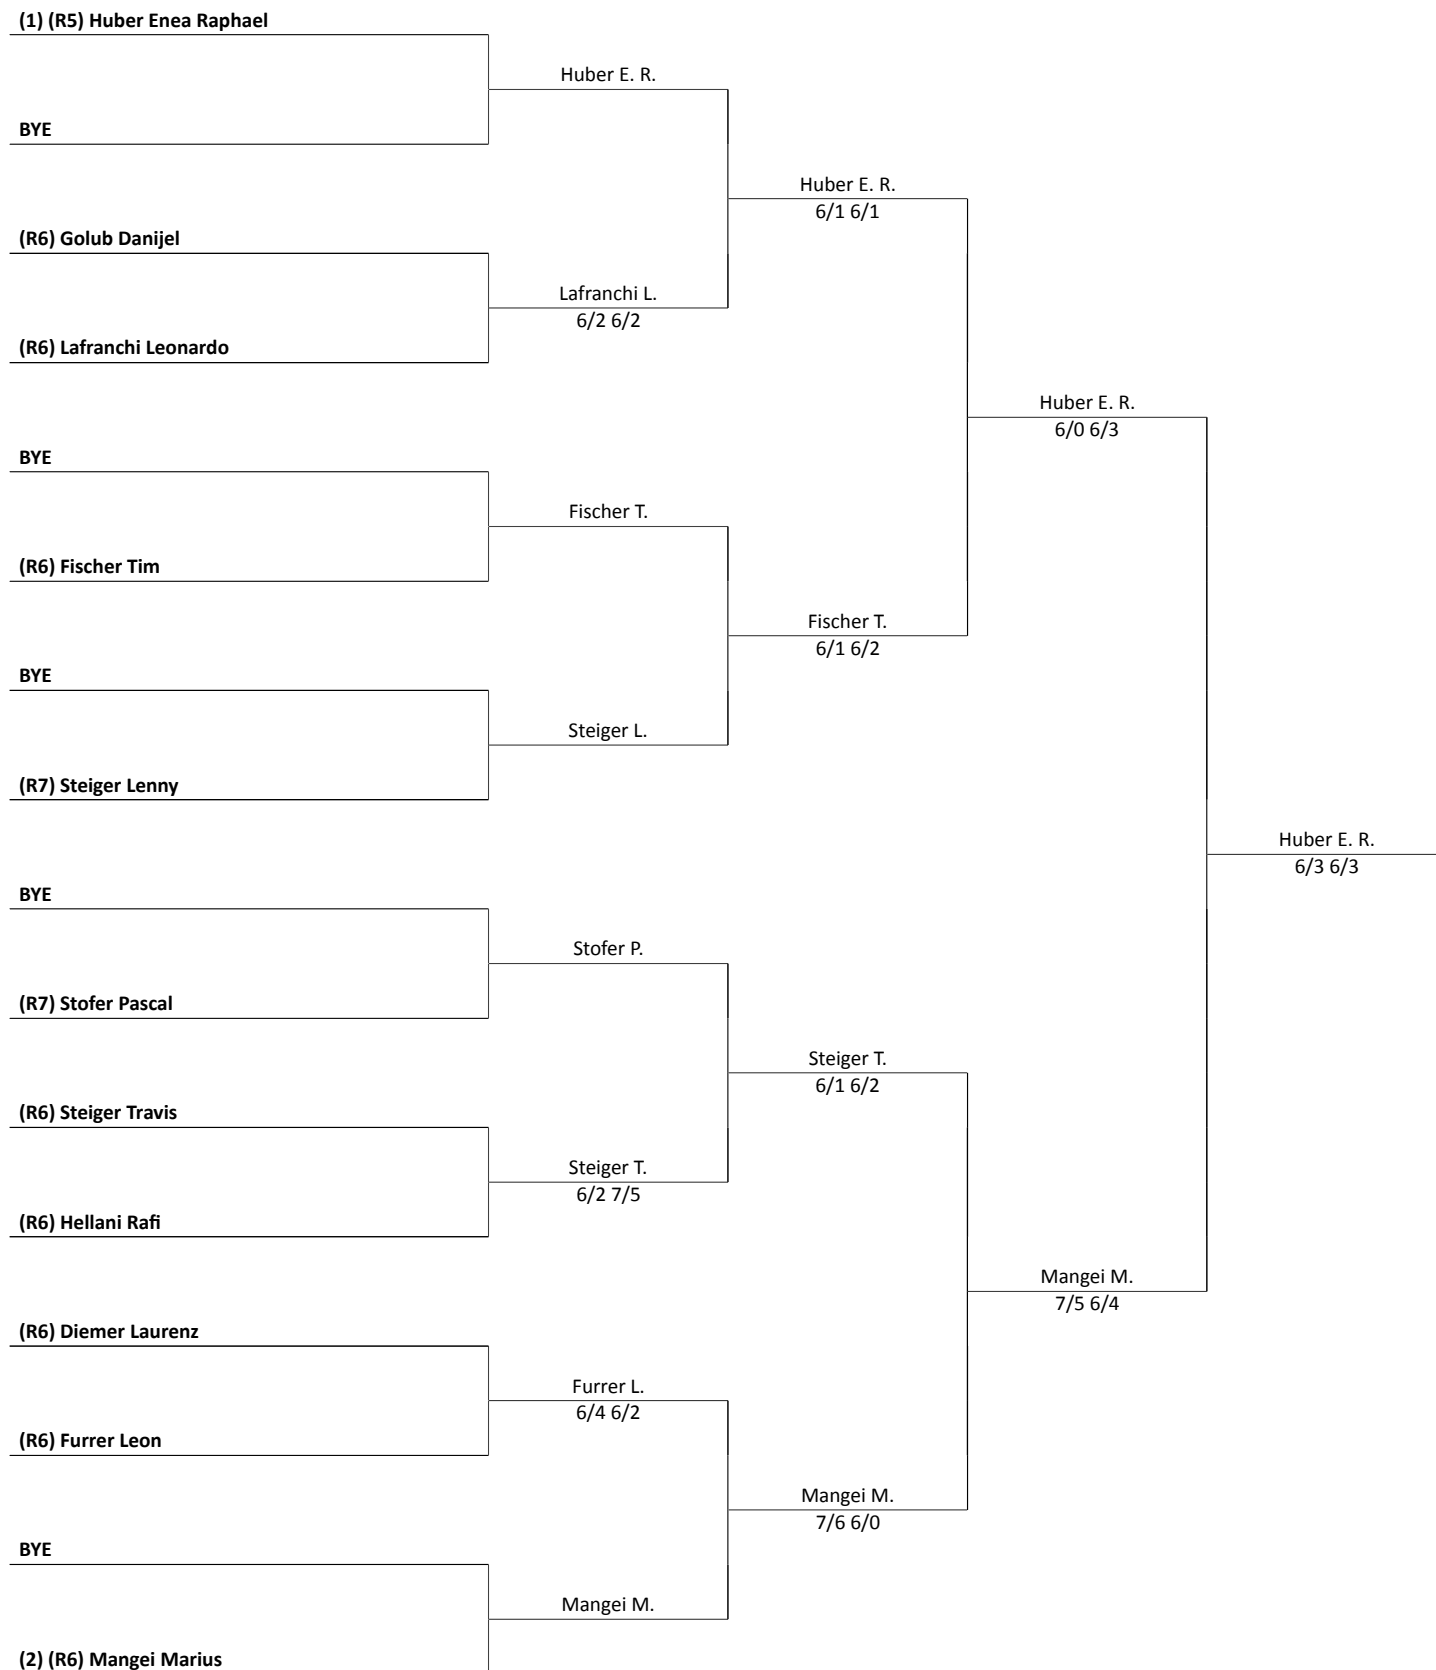 (1) (R5) Huber Enea Raphael
Huber E. R.
BYE
Huber E. R.
6/1 6/1
(R6) Golub Danijel
Lafranchi L.
6/2 6/2
(R6) Lafranchi Leonardo
Huber E. R.
6/0 6/3
BYE
Fischer T.
(R6) Fischer Tim
Fischer T.
6/1 6/2
BYE
Steiger L.
(R7) Steiger Lenny
Huber E. R.
6/3 6/3
BYE
Stofer P.
(R7) Stofer Pascal
Steiger T.
6/1 6/2
(R6) Steiger Travis
Steiger T.
6/2 7/5
(R6) Hellani Rafi
Mangei M.
7/5 6/4
(R6) Diemer Laurenz
Furrer L.
6/4 6/2
(R6) Furrer Leon
Mangei M.
7/6 6/0
BYE
Mangei M.
(2) (R6) Mangei Marius